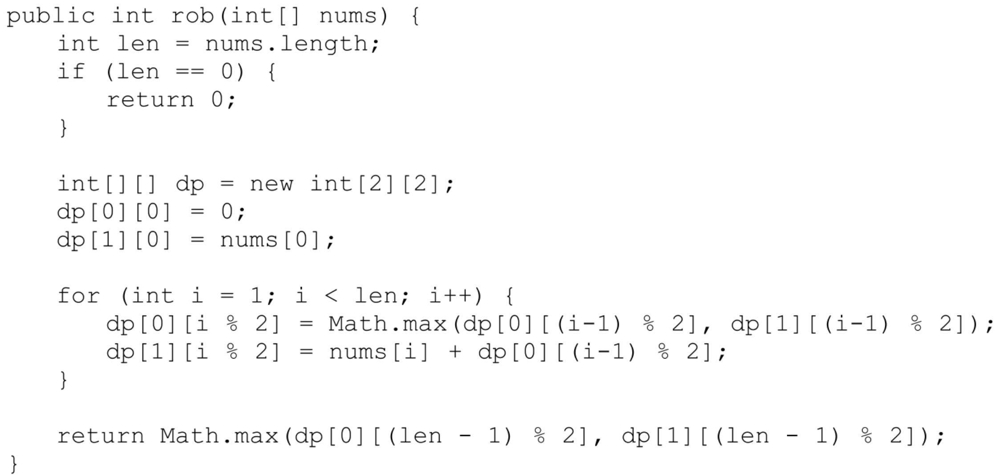 public int rob(int[] nums) {
    int len = nums.length;
    if (len == 0) {
        return 0;
    }

    int[][] dp = new int[2][2];
    dp[0][0] = 0;
    dp[1][0] = nums[0];

    for (int i = 1; i < len; i++) {
        dp[0][i % 2] = Math.max(dp[0][(i-1) % 2], dp[1][(i-1) % 2]);
        dp[1][i % 2] = nums[i] + dp[0][(i-1) % 2];
    }

    return Math.max(dp[0][(len - 1) % 2], dp[1][(len - 1) % 2]);
}